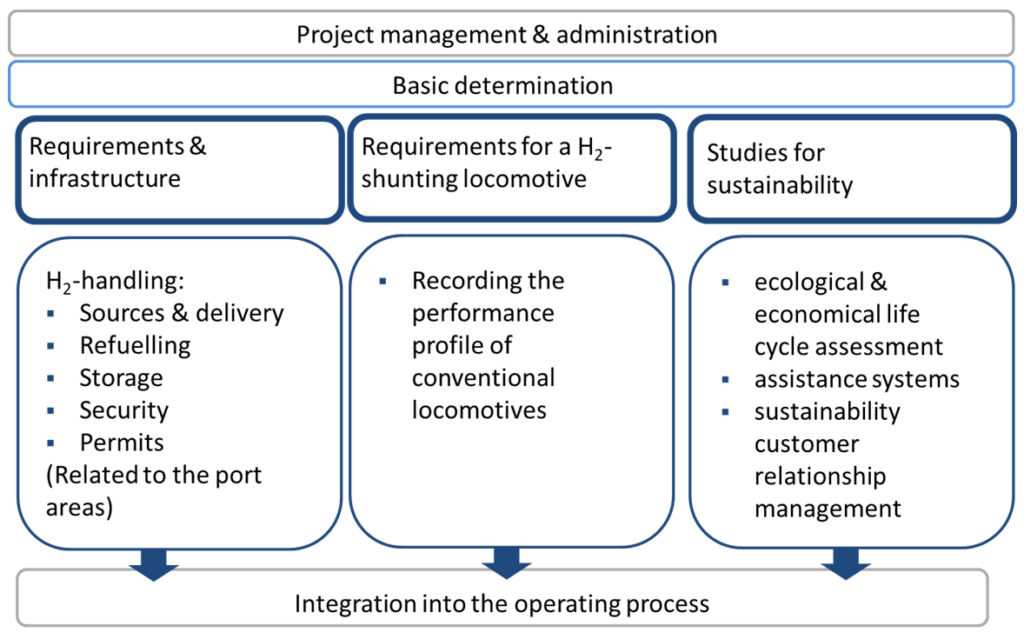 Project management & administration
Basic determination
Requirements &
infrastructure
Requirements for a H₂-
shunting locomotive
Studies for
sustainability
H₂-handling:
▪ Sources & delivery
▪ Refuelling
▪ Storage
▪ Security
▪ Permits
(Related to the port
areas)
▪ Recording the
performance
profile of
conventional
locomotives
▪ ecological &
economical life
cycle assessment
▪ assistance systems
▪ sustainability
customer
relationship
management
Integration into the operating process